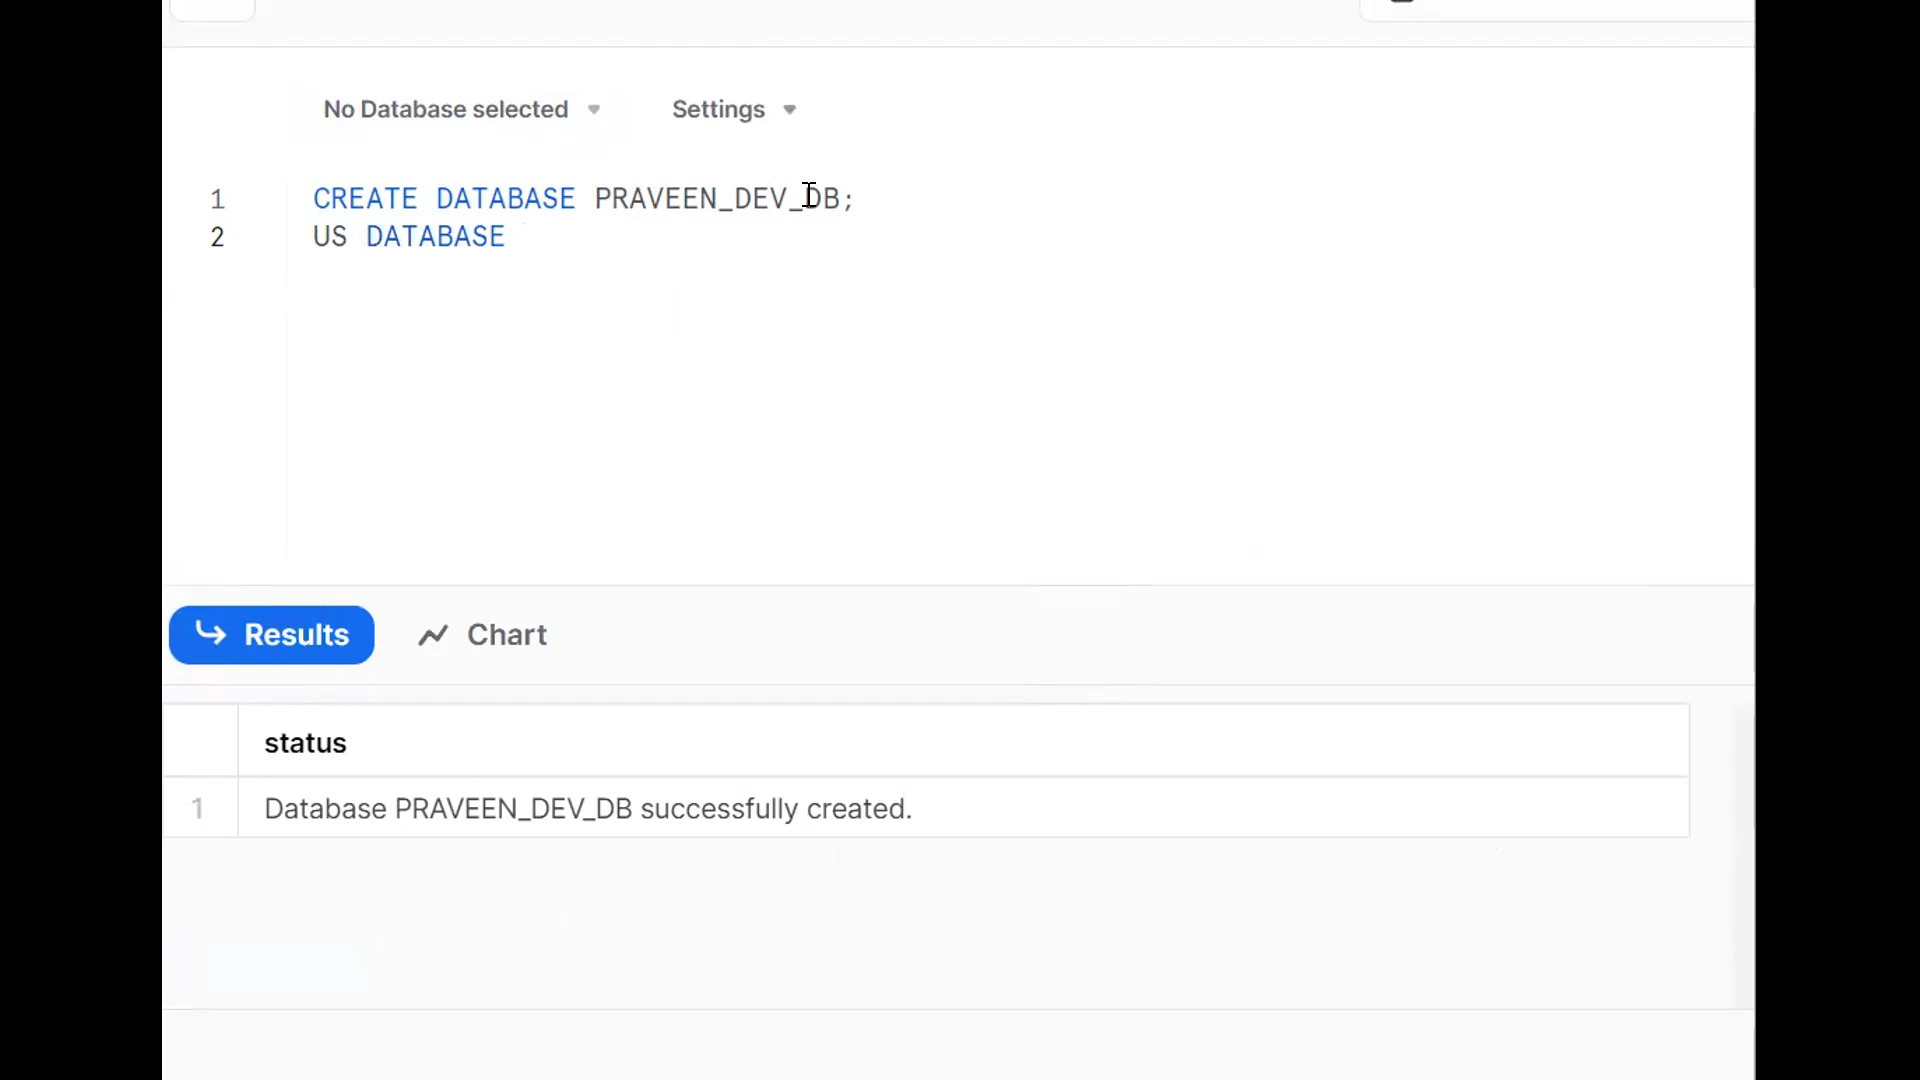 No Database selected Settings
1 CREATE DATABASE PRAVEEN_DEV_DB;
2 US DATABASE
Results Chart
status
1 Database PRAVEEN_DEV_DB successfully created.